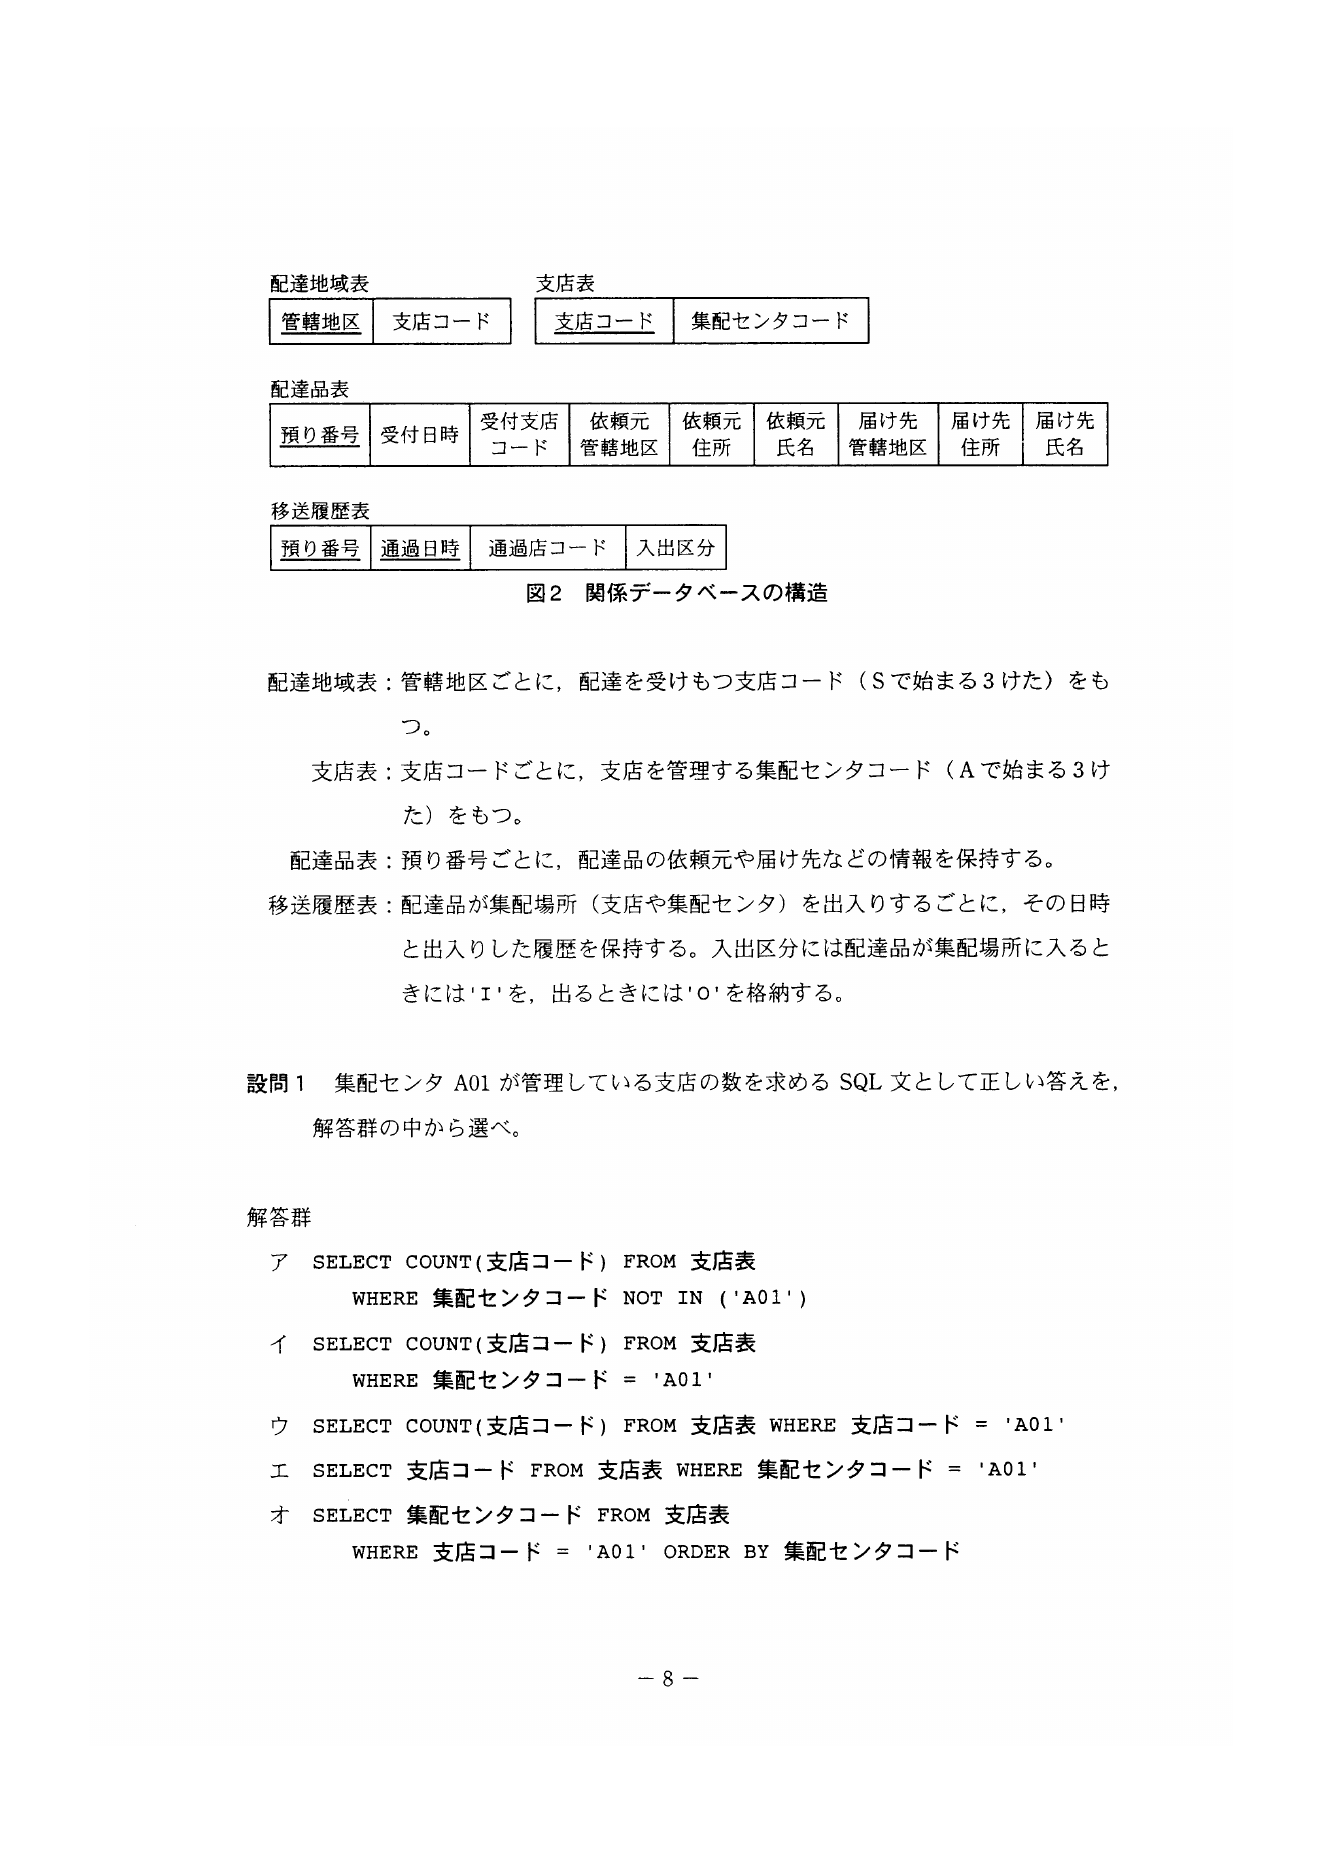 配達地域表　支店表
管轄地区　支店コード　支店コード　集配センタコード
配達品表
預り番号　受付日時　受付支店コード　依頼元管轄地区　依頼元住所　依頼元氏名　届け先管轄地区　届け先住所　届け先氏名
移送履歴表
預り番号　通過日時　通過店コード　入出区分
図2　関係データベースの構造
配達地域表：管轄地区ごとに，配達を受けもつ支店コード（Sで始まる3けた）をも
つ。
支店表：支店コードごとに，支店を管理する集配センタコード（Aで始まる3け
た）をもつ。
配達品表：預り番号ごとに，配達品の依頼元や届け先などの情報を保持する。
移送履歴表：配達品が集配場所（支店や集配センタ）を出入りするごとに，その日時
と出入りした履歴を保持する。入出区分には配達品が集配場所に入ると
きには'I'を，出るときには'O'を格納する。
設問1　集配センタ A01 が管理している支店の数を求める SQL 文として正しい答えを，
解答群の中から選べ。
解答群
ア　SELECT COUNT(支店コード) FROM 支店表
WHERE 集配センタコード NOT IN ('A01')
イ　SELECT COUNT(支店コード) FROM 支店表
WHERE 集配センタコード = 'A01'
ウ　SELECT COUNT(支店コード) FROM 支店表 WHERE 支店コード = 'A01'
エ　SELECT 支店コード FROM 支店表 WHERE 集配センタコード = 'A01'
オ　SELECT 集配センタコード FROM 支店表
WHERE 支店コード = 'A01' ORDER BY 集配センタコード
－ 8 －